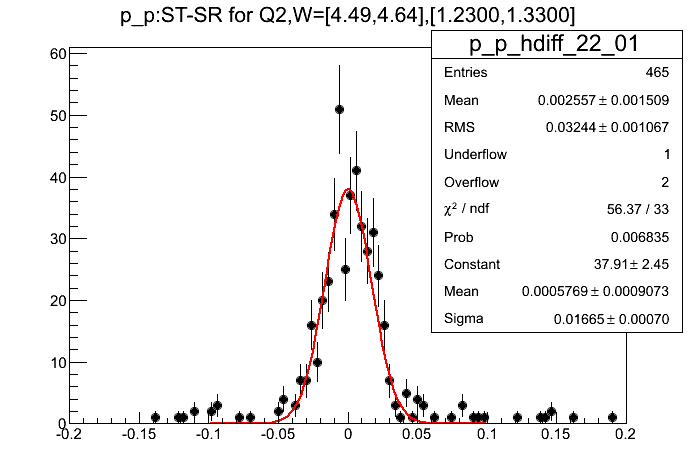 p_p:ST-SR for Q2,W=[4.49,4.64],[1.2300,1.3300]
p_p_hdiff_22_01
Entries 465
Mean 0.002557 ± 0.001509
RMS 0.03244 ± 0.001067
Underflow 1
Overflow 2
χ² / ndf 56.37 / 33
Prob 0.006835
Constant 37.91 ± 2.45
Mean 0.0005769 ± 0.0009073
Sigma 0.01665 ± 0.00070
60
50
40
30
20
10
0
-0.2 -0.15 -0.1 -0.05 0 0.05 0.1 0.15 0.2